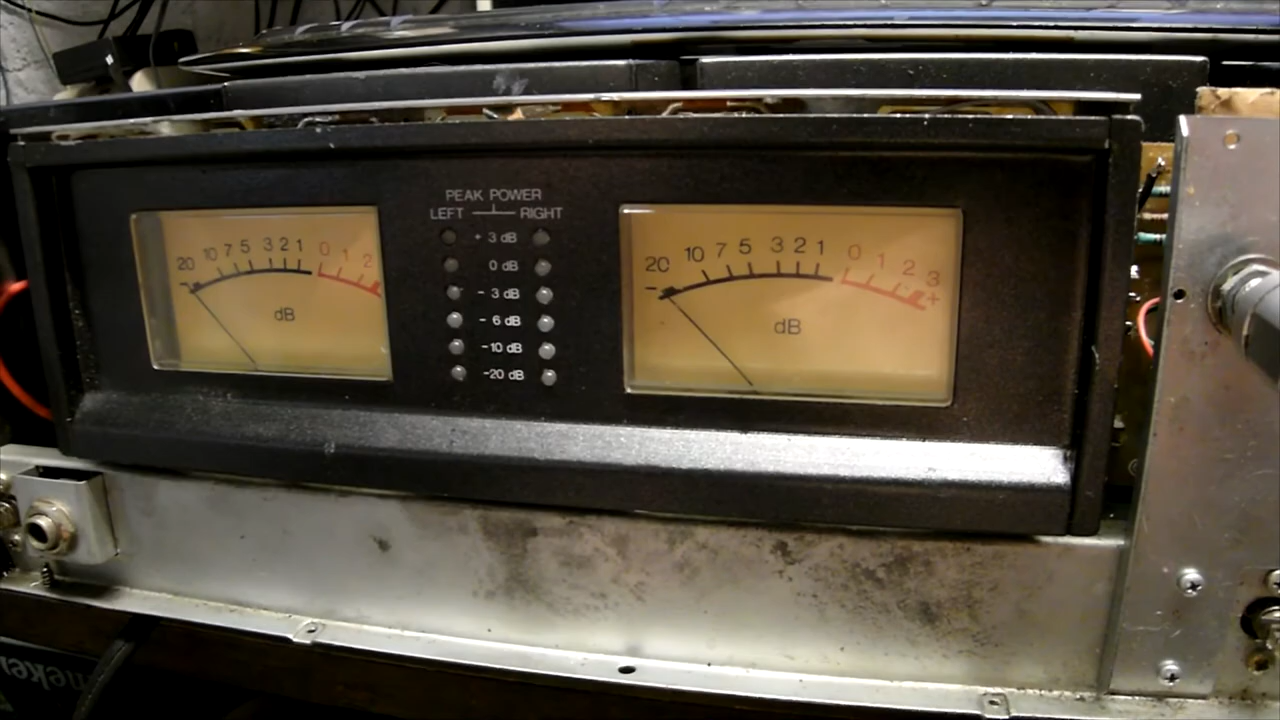 PEAK POWER
LEFT RIGHT
+ 3 dB
0 dB
- 3 dB
- 6 dB
-10 dB
-20 dB
- 20 10 7 5 3 2 1 0 1 2
dB
- 20 10 7 5 3 2 1 0 1 2 3 +
dB